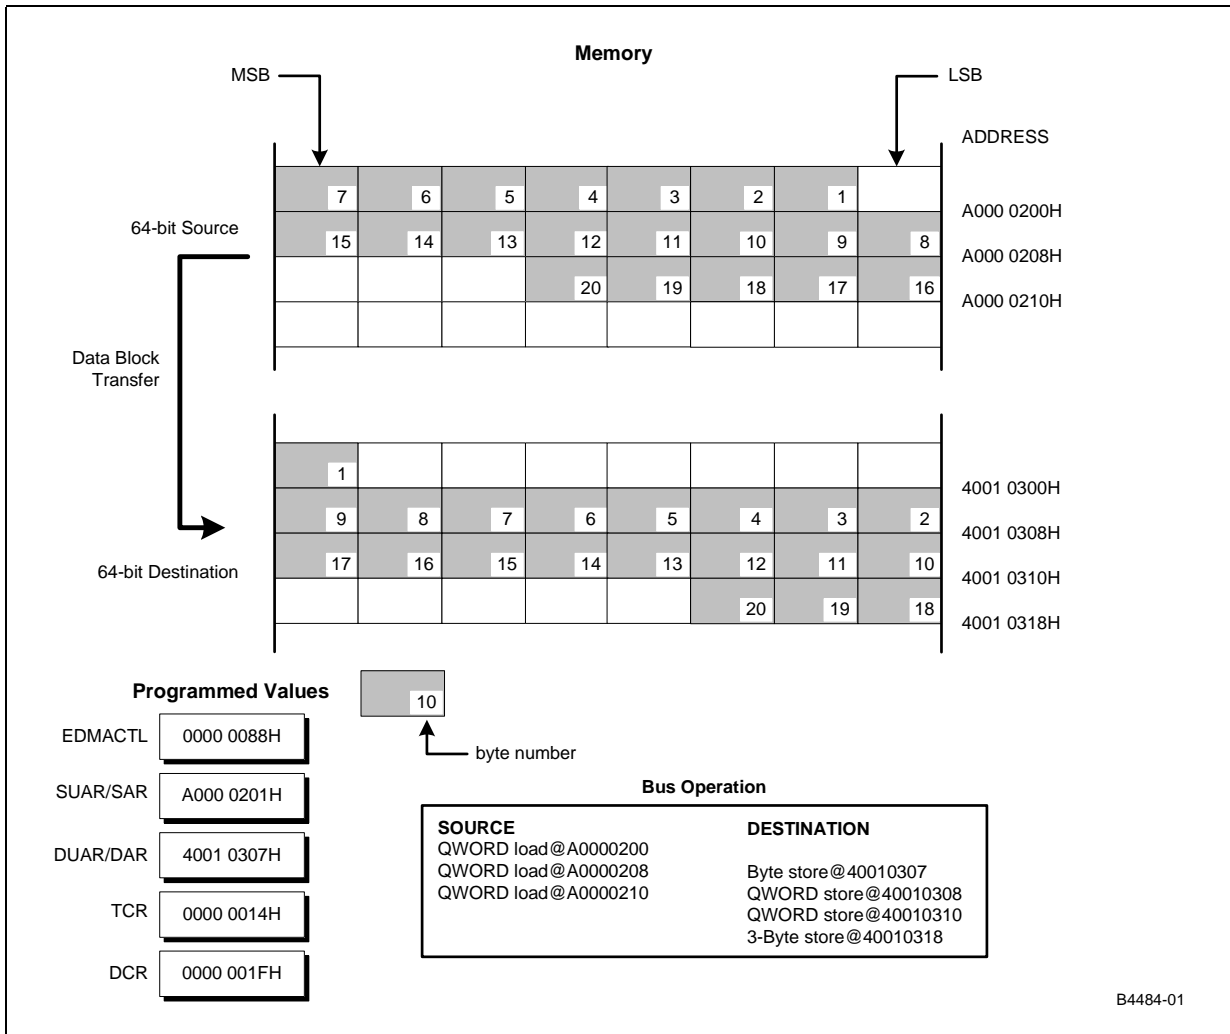 Memory
MSB
LSB
ADDRESS
7 6 5 4 3 2 1
A000 0200H
64-bit Source
15 14 13 12 11 10 9 8
A000 0208H
20 19 18 17 16
A000 0210H
Data Block
Transfer
1
4001 0300H
9 8 7 6 5 4 3 2
4001 0308H
64-bit Destination
17 16 15 14 13 12 11 10
4001 0310H
20 19 18
4001 0318H
Programmed Values
10
byte number
EDMACTL 0000 0088H
SUAR/SAR A000 0201H
DUAR/DAR 4001 0307H
TCR 0000 0014H
DCR 0000 001FH
Bus Operation
SOURCE
QWORD load@A0000200
QWORD load@A0000208
QWORD load@A0000210
DESTINATION
Byte store@40010307
QWORD store@40010308
QWORD store@40010310
3-Byte store@40010318
B4484-01